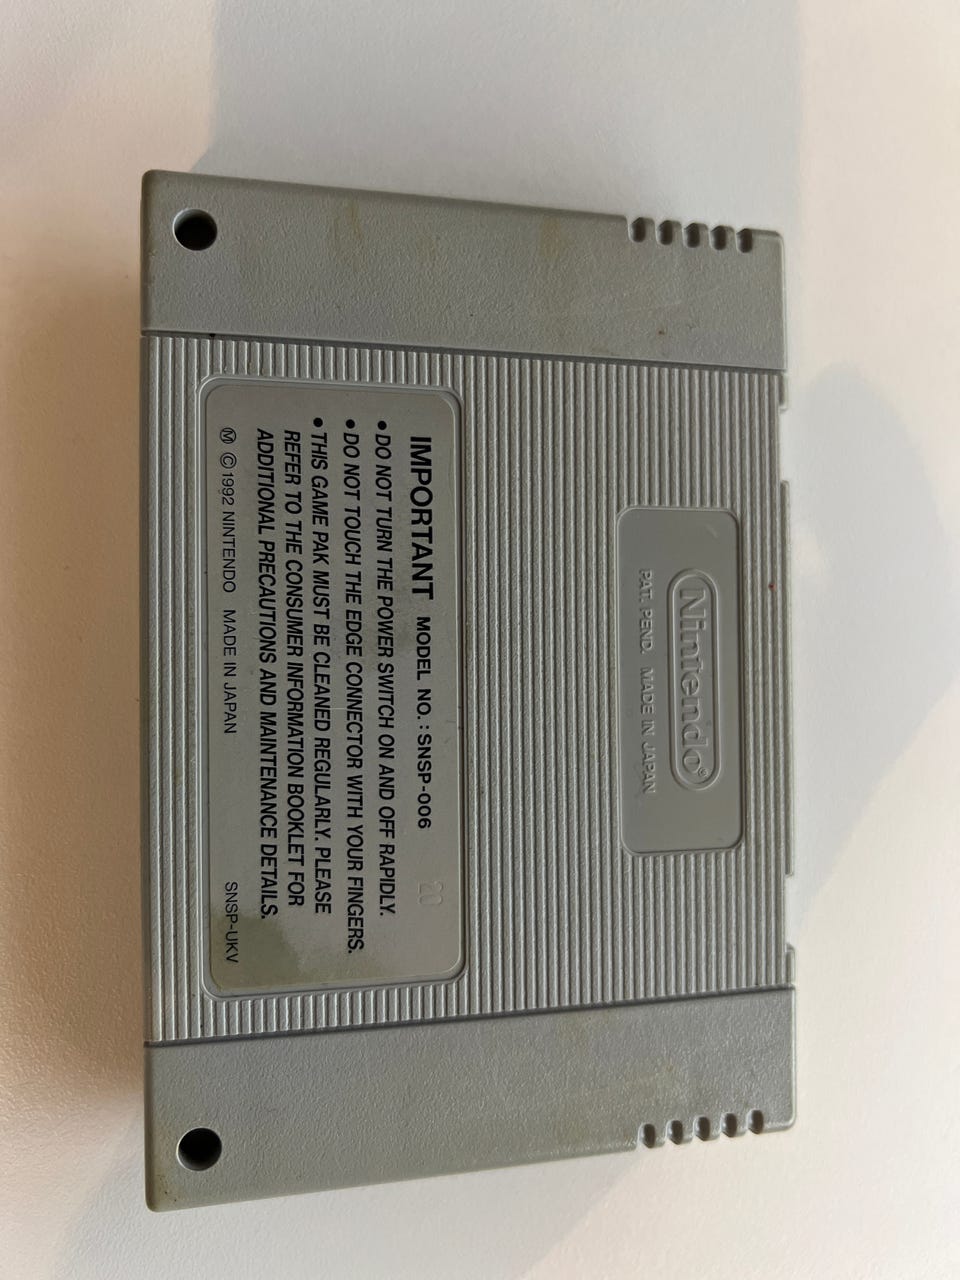 IMPORTANT MODEL NO.: SNSP-006
20
● DO NOT TURN THE POWER SWITCH ON AND OFF RAPIDLY.
● DO NOT TOUCH THE EDGE CONNECTOR WITH YOUR FINGERS.
● THIS GAME PAK MUST BE CLEANED REGULARLY. PLEASE
REFER TO THE CONSUMER INFORMATION BOOKLET FOR
ADDITIONAL PRECAUTIONS AND MAINTENANCE DETAILS.
Ⓜ ©1992 NINTENDO MADE IN JAPAN SNSP-UKV
Nintendo®
PAT. PEND. MADE IN JAPAN